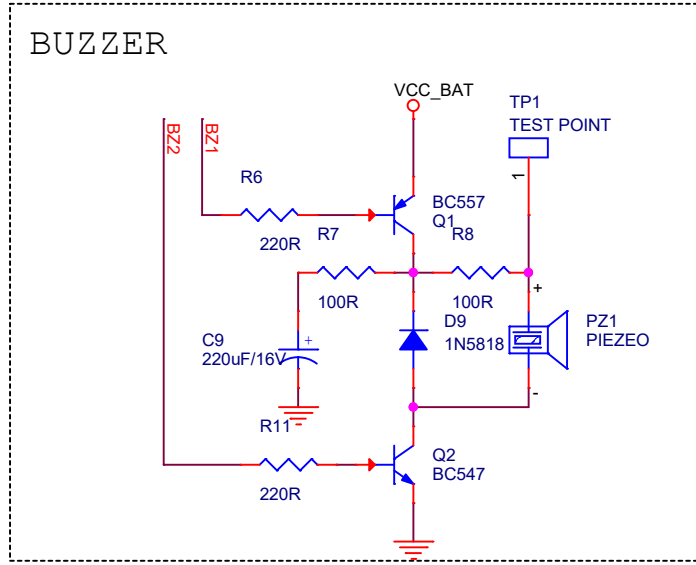 BUZZER
VCC_BAT
TP1
TEST POINT
BZ2
BZ1
1
R6
220R
BC557
Q1
R7
R8
100R
100R
+
D9
1N5818
PZ1
PIEZEO
C9
+
220uF/16V
-
R11
220R
Q2
BC547